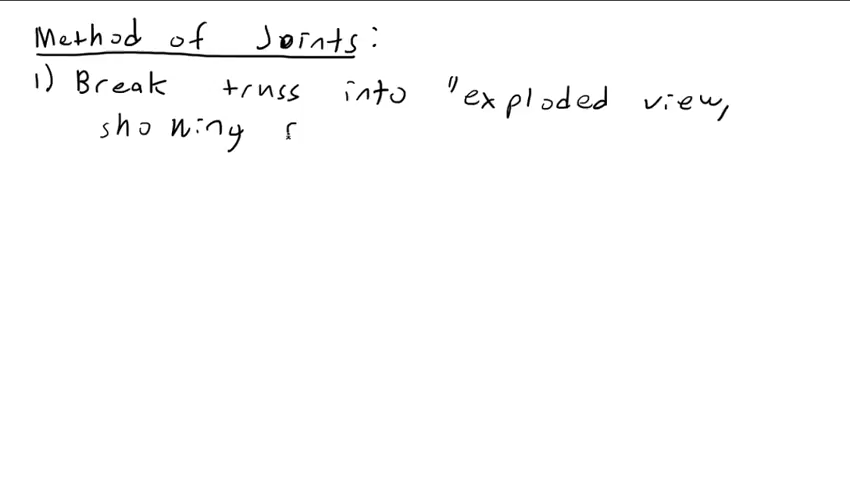 Method of Joints:
1) Break truss into "exploded view,
showing